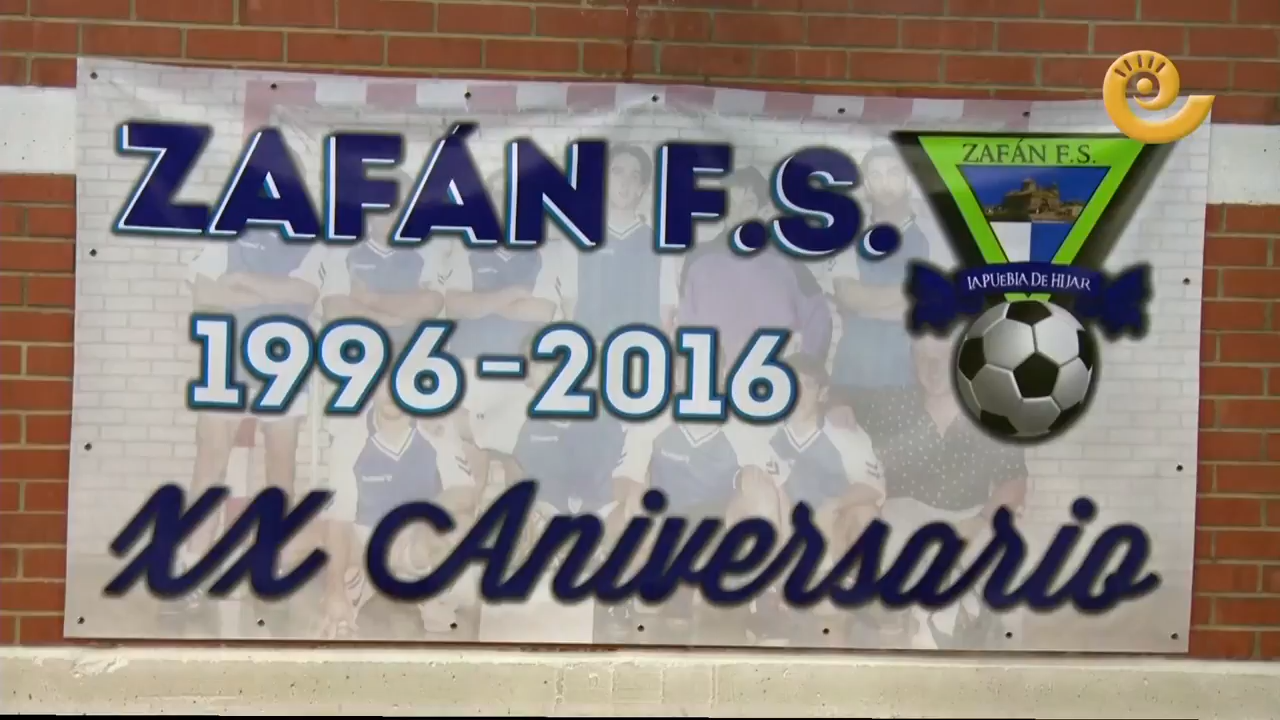 ZAFÁN F.S.
1996-2016
XX Aniversario
ZAFÁN F.S.
LA PUEBLA DE HIJAR